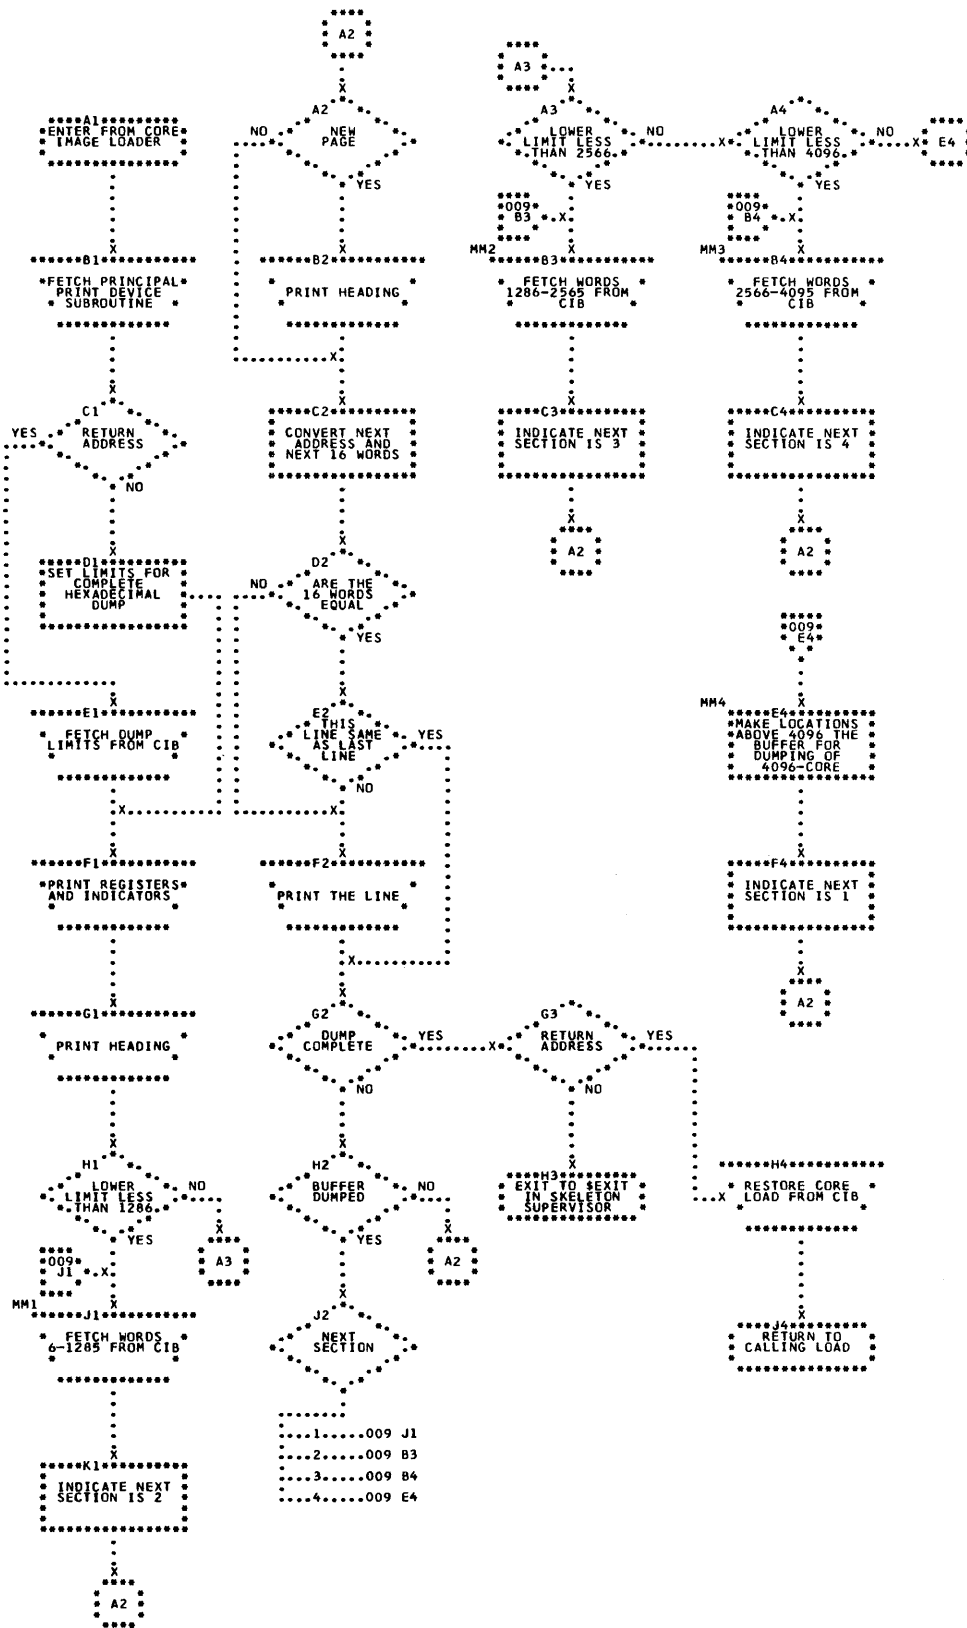 A2
A3
A1
ENTER FROM CORE
IMAGE LOADER
A2
NO
NEW
PAGE
YES
A3
LOWER
LIMIT LESS
THAN 2566
NO
YES
A4
LOWER
LIMIT LESS
THAN 4096
NO
YES
E4
009
B3
009
B4
B1
FETCH PRINCIPAL
PRINT DEVICE
SUBROUTINE
B2
PRINT HEADING
MM2
B3
FETCH WORDS
1286-2565 FROM
CIB
MM3
B4
FETCH WORDS
2566-4095 FROM
CIB
C1
YES
RETURN
ADDRESS
NO
C2
CONVERT NEXT
ADDRESS AND
NEXT 16 WORDS
C3
INDICATE NEXT
SECTION IS 3
C4
INDICATE NEXT
SECTION IS 4
A2
A2
D1
SET LIMITS FOR
COMPLETE
HEXADECIMAL
DUMP
D2
NO
ARE THE
16 WORDS
EQUAL
YES
009
E4
E1
FETCH DUMP
LIMITS FROM CIB
E2
THIS
LINE SAME
AS LAST
LINE
YES
NO
MM4
E4
MAKE LOCATIONS
ABOVE 4096 THE
BUFFER FOR
DUMPING OF
4096-CORE
F1
PRINT REGISTERS
AND INDICATORS
F2
PRINT THE LINE
F4
INDICATE NEXT
SECTION IS 1
A2
G1
PRINT HEADING
G2
DUMP
COMPLETE
YES
NO
G3
RETURN
ADDRESS
YES
NO
H1
LOWER
LIMIT LESS
THAN 1286
NO
YES
H2
BUFFER
DUMPED
NO
YES
H3
EXIT TO $EXIT
IN SKELETON
SUPERVISOR
H4
RESTORE CORE
LOAD FROM CIB
009
J1
A3
A2
MM1
J1
FETCH WORDS
6-1285 FROM CIB
J2
NEXT
SECTION
J4
RETURN TO
CALLING LOAD
1.....009 J1
2.....009 B3
3.....009 B4
4.....009 E4
K1
INDICATE NEXT
SECTION IS 2
A2